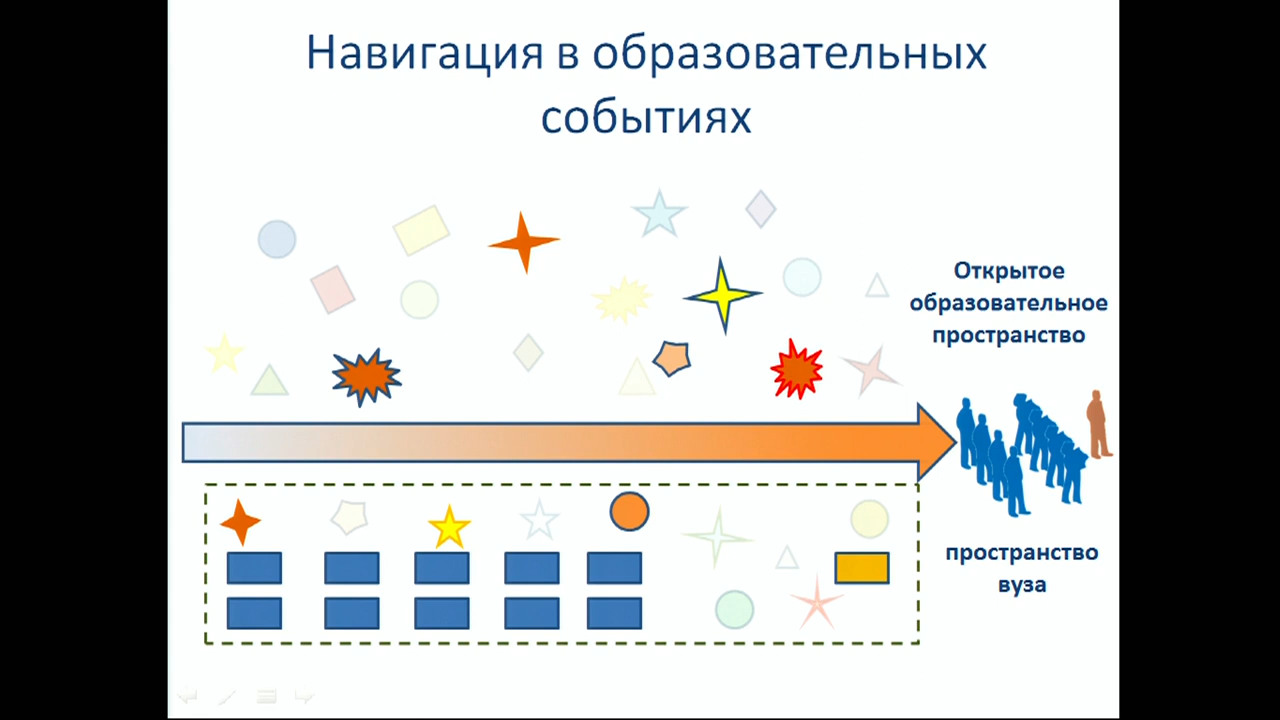 Навигация в образовательных
событиях
Открытое
образовательное
пространство
пространство
вуза